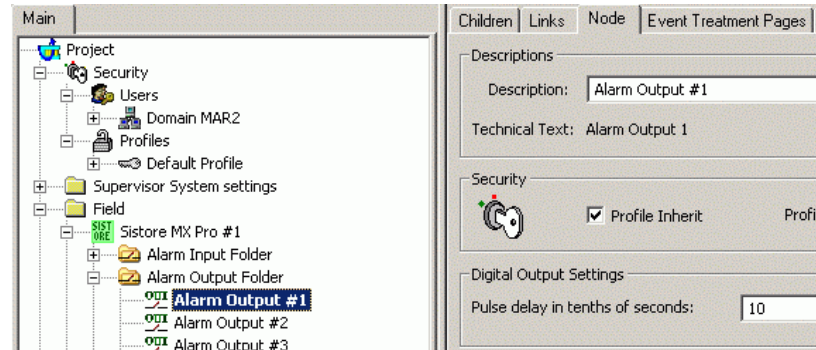 Main
Project
Security
Users
Domain MAR2
Profiles
Default Profile
Supervisor System settings
Field
SIST
ORE
Sistore MX Pro #1
Alarm Input Folder
Alarm Output Folder
OUT Alarm Output #1
OUT Alarm Output #2
OUT Alarm Output #3
Children Links Node Event Treatment Pages
Descriptions
Description: Alarm Output #1
Technical Text: Alarm Output 1
Security
Profile Inherit Profi
Digital Output Settings
Pulse delay in tenths of seconds: 10